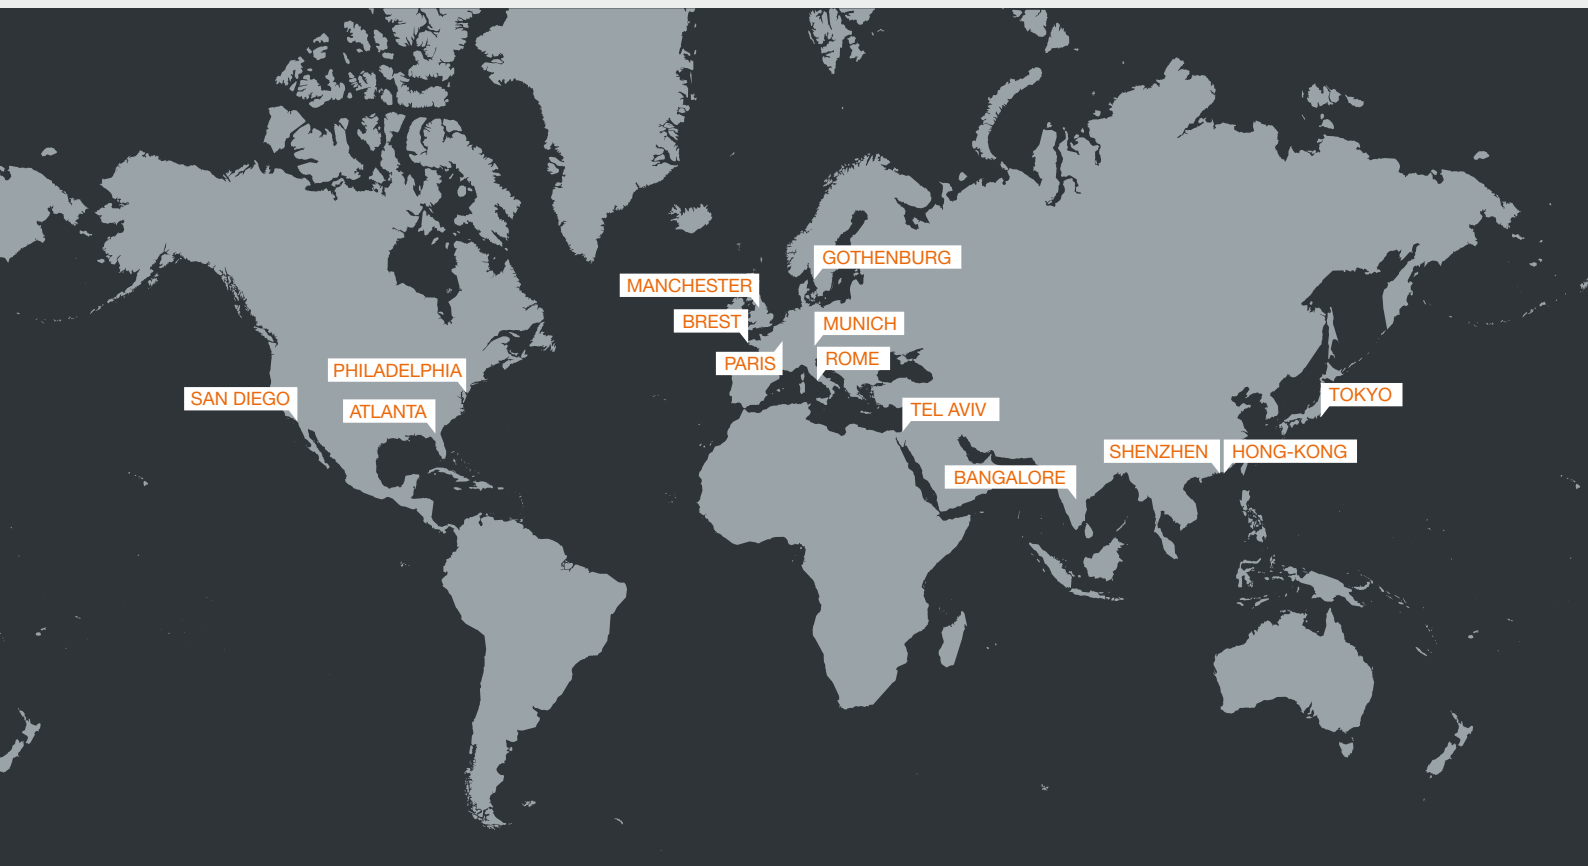 GOTHENBURG
MANCHESTER
BREST
MUNICH
PARIS
ROME
PHILADELPHIA
SAN DIEGO
ATLANTA
TEL AVIV
TOKYO
SHENZHEN
HONG-KONG
BANGALORE